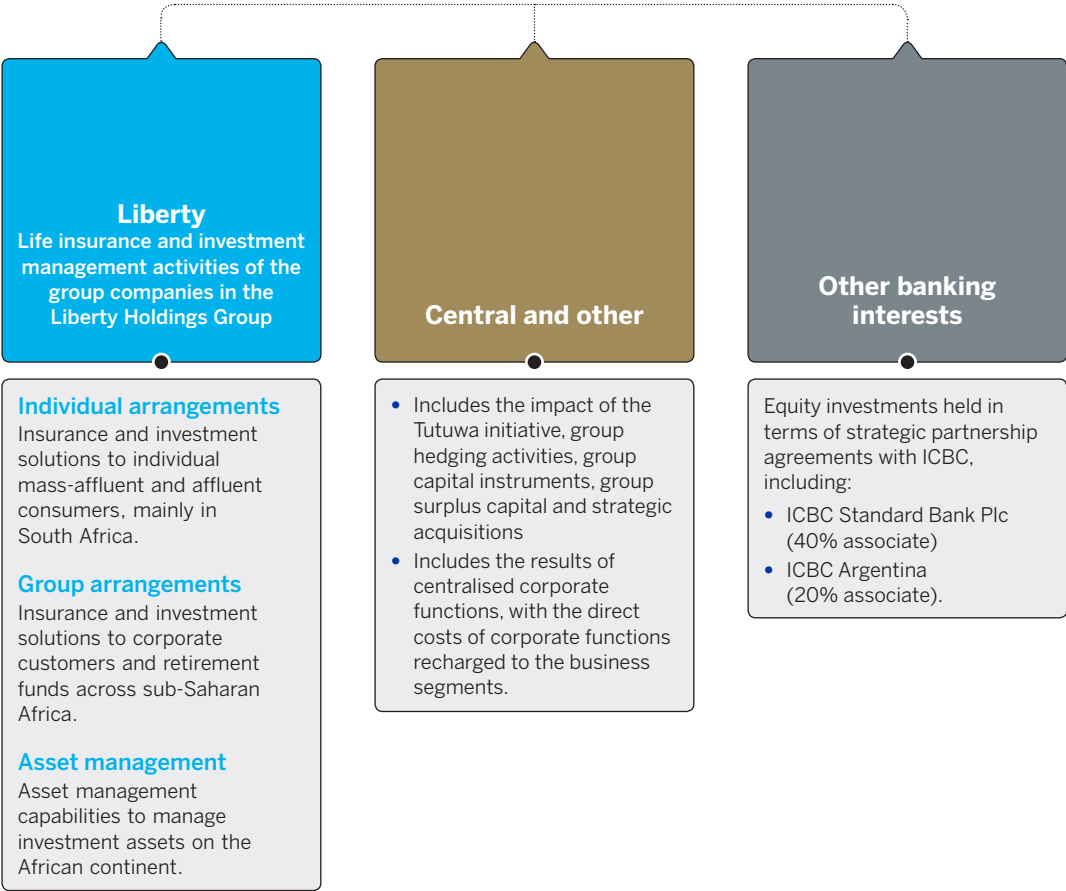 Liberty
Life insurance and investment
management activities of the
group companies in the
Liberty Holdings Group
Individual arrangements
Insurance and investment
solutions to individual
mass-affluent and affluent
consumers, mainly in
South Africa.
Group arrangements
Insurance and investment
solutions to corporate
customers and retirement
funds across sub-Saharan
Africa.
Asset management
Asset management
capabilities to manage
investment assets on the
African continent.
Central and other
• Includes the impact of the
Tutuwa initiative, group
hedging activities, group
capital instruments, group
surplus capital and strategic
acquisitions
• Includes the results of
centralised corporate
functions, with the direct
costs of corporate functions
recharged to the business
segments.
Other banking
interests
Equity investments held in
terms of strategic partnership
agreements with ICBC,
including:
• ICBC Standard Bank Plc
(40% associate)
• ICBC Argentina
(20% associate).